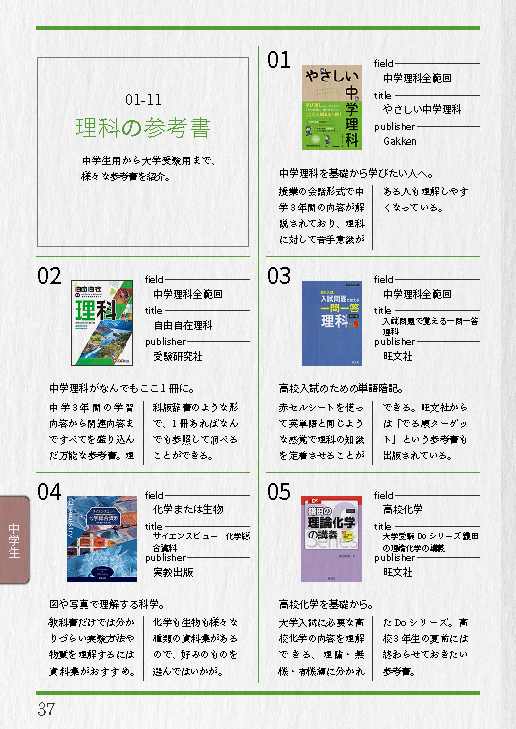 01-11
理科の参考書
中学生用から大学受験用まで、
様々な参考書を紹介。
01
やさしい
中学理科
field
中学理科全範囲
title
やさしい中学理科
publisher
Gakken
中学理科を基礎から学びたい人へ。
授業の会話形式で中
学３年間の内容が解
説されており、理科
に対して苦手意識が
ある人も理解しやす
くなっている。
02
自由自在
理科
field
中学理科全範囲
title
自由自在理科
publisher
受験研究社
中学理科がなんでもここ１冊に。
中学３年間の学習
内容から関連内容ま
ですべてを盛り込ん
だ万能な参考書。理
科版辞書のような形
で、１冊あればなん
でも参照して調べる
ことができる。
03
入試問題で覚える
一問一答
理科
field
中学理科全範囲
title
入試問題で覚える一問一答
理科
publisher
旺文社
高校入試のための単語暗記。
赤セルシートを使っ
て英単語と同じよう
な感覚で理科の知識
を定着させることが
できる。旺文社から
は「でる順ターゲッ
ト」という参考書も
出版されている。
04
サイエンスビュー
化学総合資料
field
化学または生物
title
サイエンスビュー　化学総
合資料
publisher
実教出版
図や写真で理解する科学。
教科書だけでは分か
りづらい実験方法や
物質を理解するには
資料集がおすすめ。
化学も生物も様々な
種類の資料集がある
ので、好みのものを
選んではいかが。
05
鎌田の
理論化学
の講義
field
高校化学
title
大学受験 Do シリーズ 鎌田
の理論化学の講義
publisher
旺文社
高校化学を基礎から。
大学入試に必要な高
校化学の内容を理解
できる、理論・無
機・有機編に分かれ
た Do シリーズ。高
校３年生の夏前には
終わらせておきたい
参考書。
中学生
37